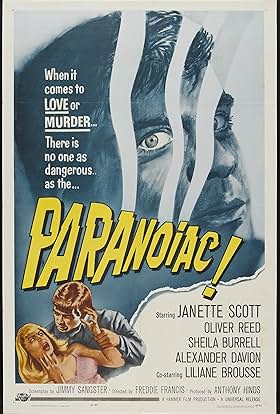 When it
comes to
LOVE or
MURDER...
There is
no one as
dangerous..
as the...
PARANOiAC!
Starring JANETTE SCOTT
OLIVER REED
SHEILA BURRELL
ALEXANDER DAVION
Co-starring LILIANE BROUSSE
Screenplay by JIMMY SANGSTER · Directed by FREDDIE FRANCIS · Produced by ANTHONY HINDS
A HAMMER FILM PRODUCTION · A UNIVERSAL RELEASE